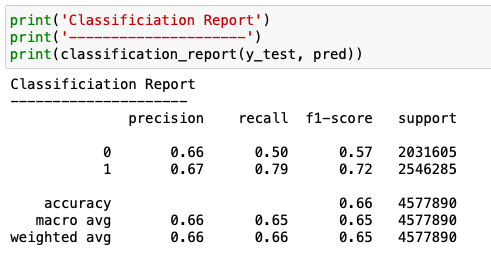 print('Classificiation Report')
print('---------------------')
print(classification_report(y_test, pred))
Classificiation Report
---------------------
precision recall f1-score support
0 0.66 0.50 0.57 2031605
1 0.67 0.79 0.72 2546285
accuracy 0.66 4577890
macro avg 0.66 0.65 0.65 4577890
weighted avg 0.66 0.66 0.65 4577890